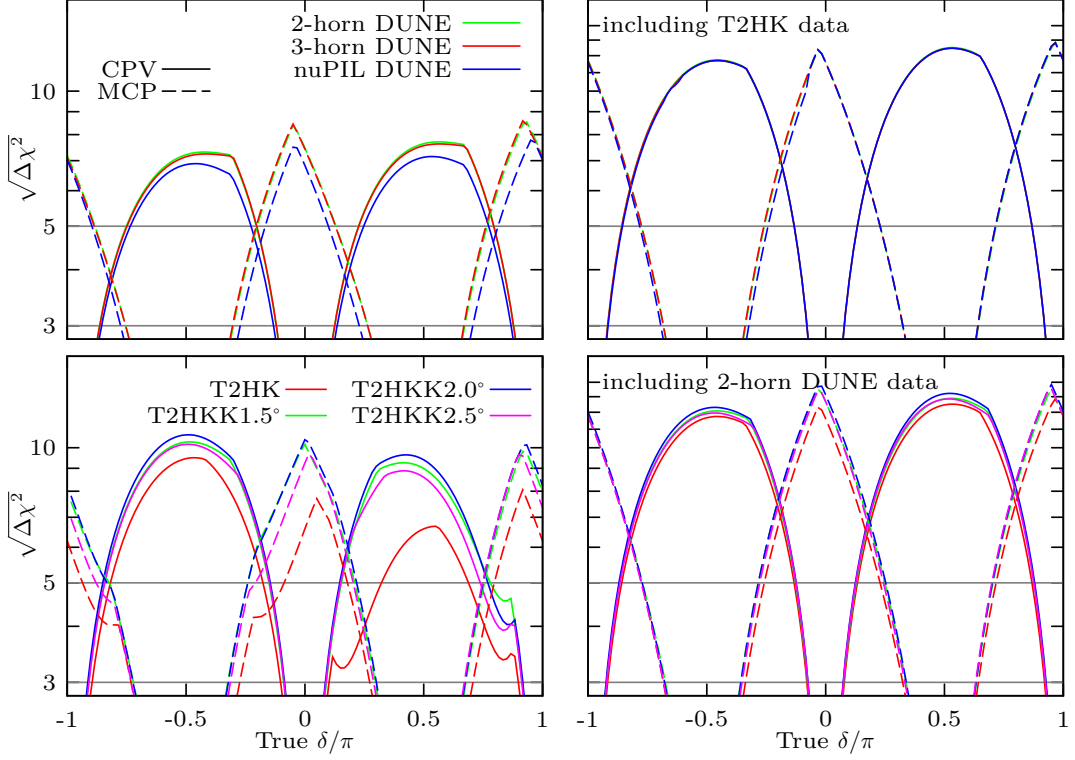 2-horn DUNE
3-horn DUNE
nuPIL DUNE
CPV
MCP
including T2HK data
10
5
3
√Δχ²
T2HK
T2HKK1.5°
T2HKK2.0°
T2HKK2.5°
including 2-horn DUNE data
10
5
3
√Δχ²
-1 -0.5 0 0.5 1
-1 -0.5 0 0.5 1
True δ/π
True δ/π